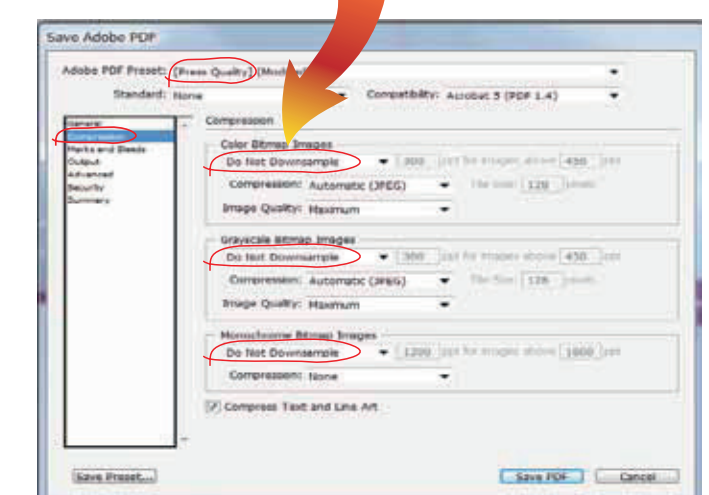 Save Adobe PDF
Adobe PDF Preset: [Press Quality]
Standard: None Compatibility: Acrobat 5 (PDF 1.4)
General
Compression
Marks and Bleeds
Output
Advanced
Security
Summary
Compression
Color Bitmap Images
Do Not Downsample 300 ppi for images above 450 ppi
Compression: Automatic (JPEG) Tile Size: 128 pixels
Image Quality: Maximum
Grayscale Bitmap Images
Do Not Downsample 300 ppi for images above 450 ppi
Compression: Automatic (JPEG) Tile Size: 128 pixels
Image Quality: Maximum
Monochrome Bitmap Images
Do Not Downsample 1200 ppi for images above 1800 ppi
Compression: None
Compress Text and Line Art
Save Preset... Save PDF Cancel